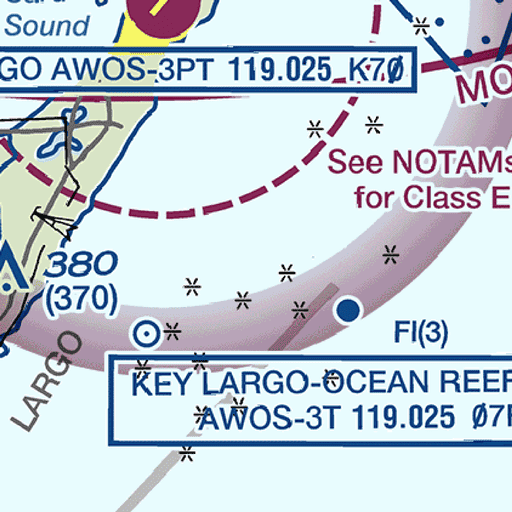 Sound
GO AWOS-3PT 119.025 K7Ø
MO
See NOTAMs
for Class E
380
(370)
Fl(3)
LARGO
KEY LARGO-OCEAN REEF
AWOS-3T 119.025 Ø7F